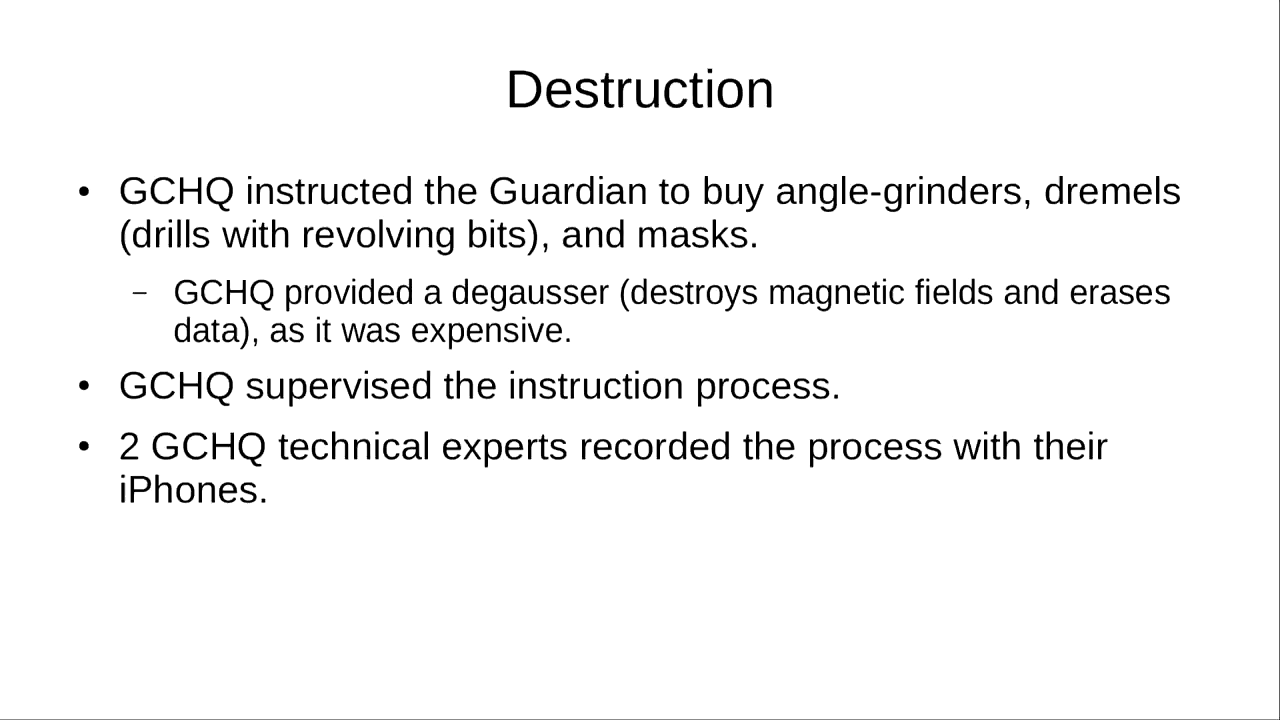 Destruction
• GCHQ instructed the Guardian to buy angle-grinders, dremels
(drills with revolving bits), and masks.
– GCHQ provided a degausser (destroys magnetic fields and erases
data), as it was expensive.
• GCHQ supervised the instruction process.
• 2 GCHQ technical experts recorded the process with their
iPhones.